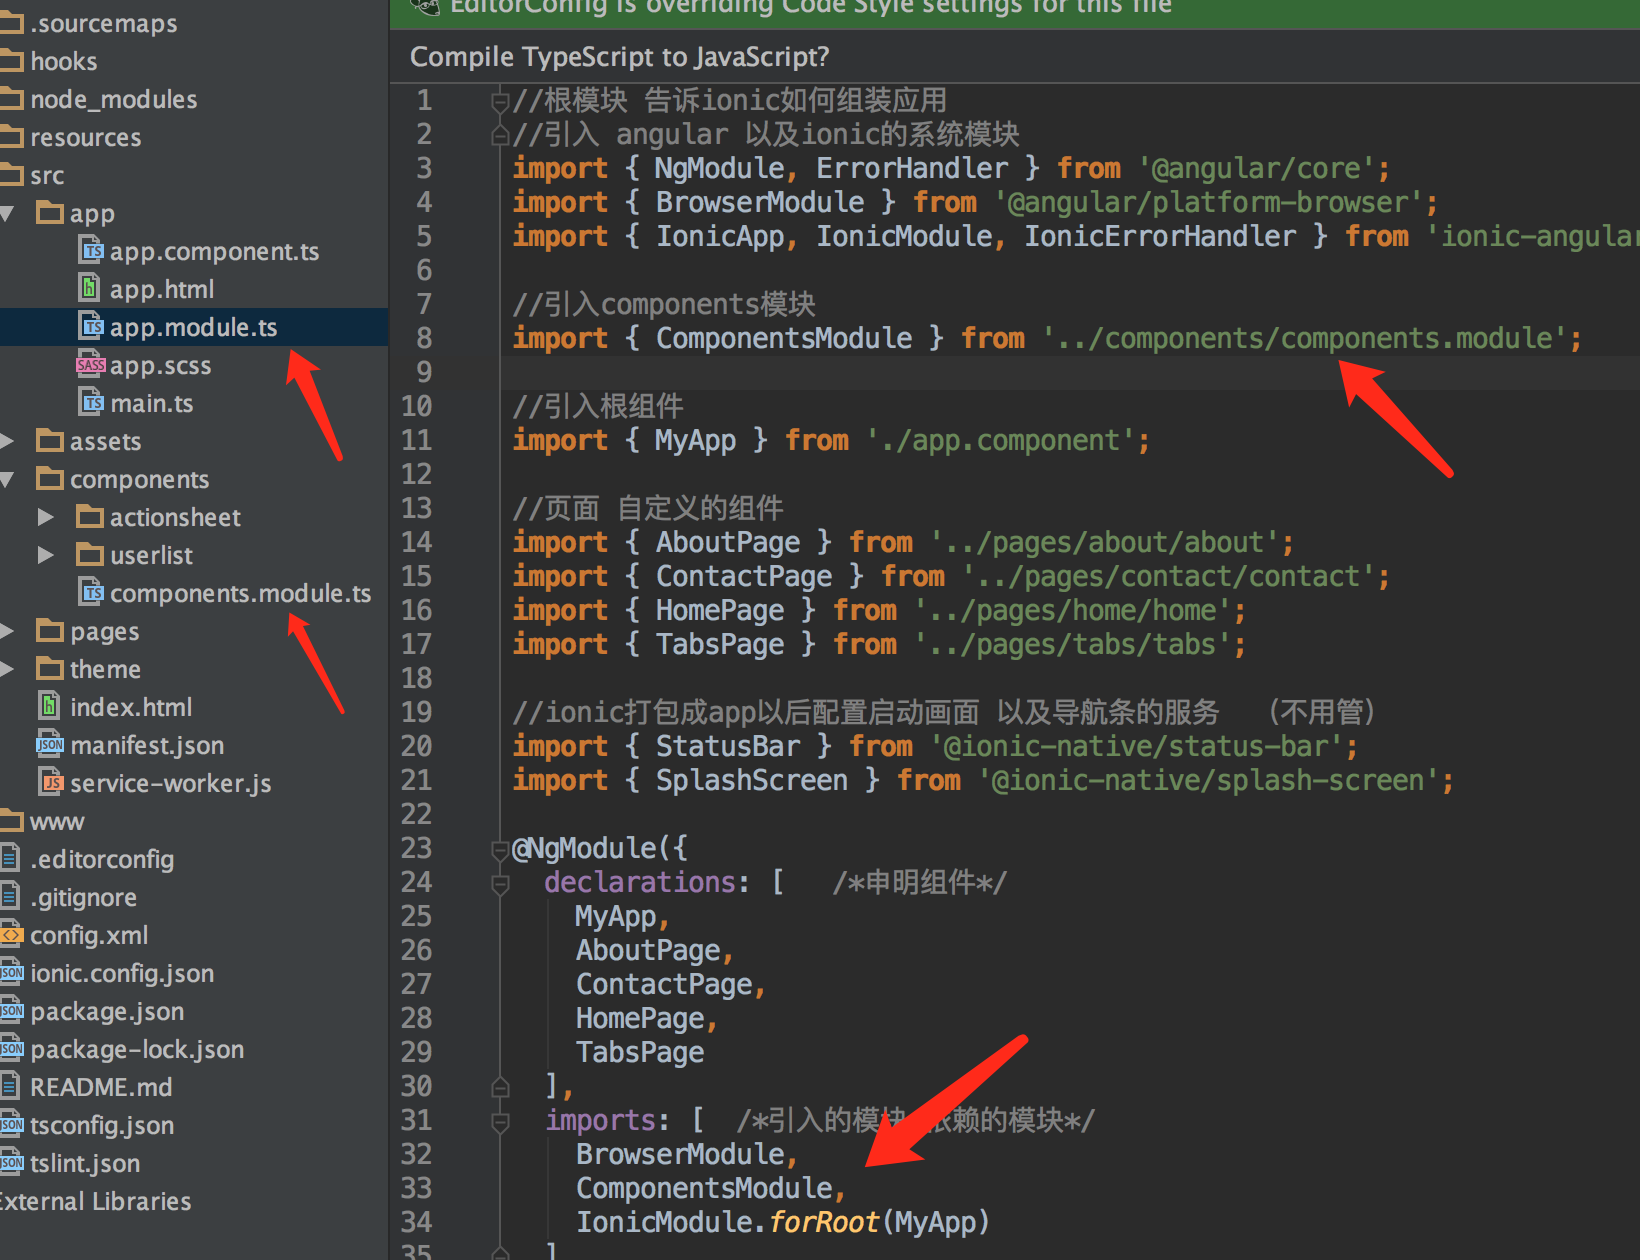 .sourcemaps
hooks
node_modules
resources
src
app
app.component.ts
app.html
app.module.ts
app.scss
main.ts
assets
components
actionsheet
userlist
components.module.ts
pages
theme
index.html
manifest.json
service-worker.js
www
.editorconfig
.gitignore
config.xml
ionic.config.json
package.json
package-lock.json
README.md
tsconfig.json
tslint.json
External Libraries
EditorConfig is overriding Code Style settings for this file
Compile TypeScript to JavaScript?
1 //根模块 告诉ionic如何组装应用
2 //引入 angular 以及ionic的系统模块
3 import { NgModule, ErrorHandler } from '@angular/core';
4 import { BrowserModule } from '@angular/platform-browser';
5 import { IonicApp, IonicModule, IonicErrorHandler } from 'ionic-angular
6
7 //引入components模块
8 import { ComponentsModule } from '../components/components.module';
9
10 //引入根组件
11 import { MyApp } from './app.component';
12
13 //页面 自定义的组件
14 import { AboutPage } from '../pages/about/about';
15 import { ContactPage } from '../pages/contact/contact';
16 import { HomePage } from '../pages/home/home';
17 import { TabsPage } from '../pages/tabs/tabs';
18
19 //ionic打包成app以后配置启动画面 以及导航条的服务 （不用管）
20 import { StatusBar } from '@ionic-native/status-bar';
21 import { SplashScreen } from '@ionic-native/splash-screen';
22
23 @NgModule({
24 declarations: [ /*申明组件*/
25 MyApp,
26 AboutPage,
27 ContactPage,
28 HomePage,
29 TabsPage
30 ],
31 imports: [ /*引入的模块 依赖的模块*/
32 BrowserModule,
33 ComponentsModule,
34 IonicModule.forRoot(MyApp)
35 ]